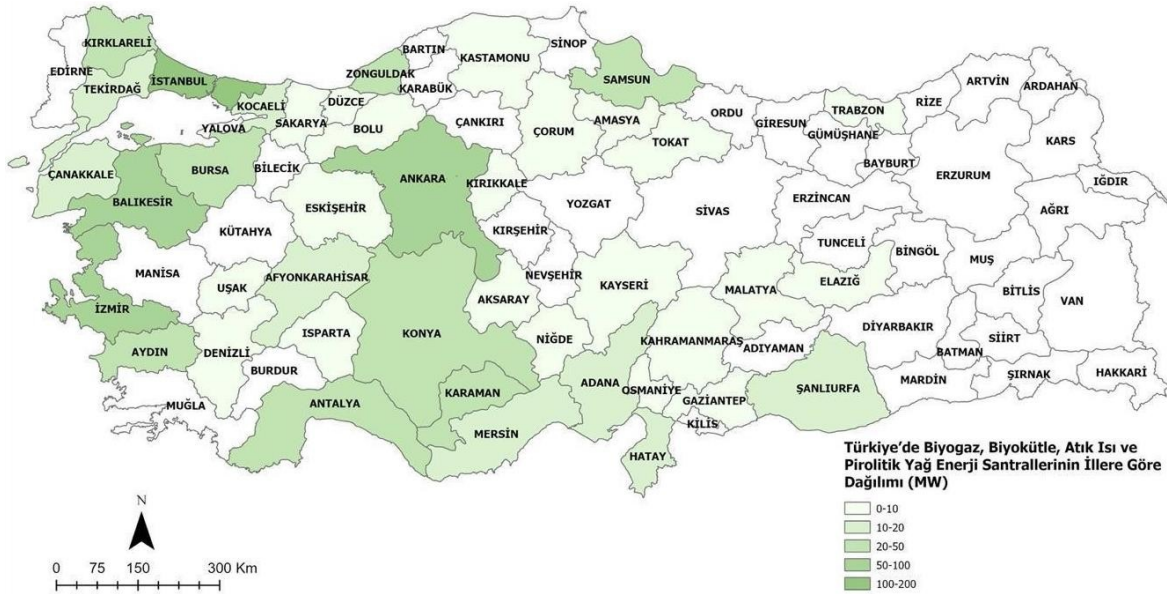 SİNOP
BARTIN
KASTAMONU
KIRKLARELİ
ZONGULDAK
KARABÜK
SAMSUN
ARTVİN
ARDAHAN
EDİRNE
TEKİRDAĞ
İSTANBUL
KOCAELİ
DÜZCE
SAKARYA
YALOVA
BOLU
ÇANKIRI
ÇORUM
AMASYA
TOKAT
ORDU
GİRESUN
TRABZON
RİZE
GÜMÜŞHANE
BAYBURT
KARS
ERZURUM
IĞDIR
AĞRI
ÇANAKKALE
BURSA
BİLECİK
ANKARA
KIRIKKALE
ESKİŞEHİR
YOZGAT
SİVAS
ERZİNCAN
BALIKESİR
KÜTAHYA
KIRŞEHİR
TUNCELİ
BİNGÖL
MUŞ
MANİSA
UŞAK
AFYONKARAHİSAR
NEVŞEHİR
AKSARAY
KAYSERİ
MALATYA
ELAZIĞ
BİTLİS
VAN
İZMİR
AYDIN
DENİZLİ
ISPARTA
KONYA
NİĞDE
KAHRAMANMARAŞ
ADIYAMAN
DİYARBAKIR
BATMAN
SİİRT
BURDUR
MUĞLA
ANTALYA
KARAMAN
MERSİN
ADANA
OSMANİYE
GAZİANTEP
KİLİS
ŞANLIURFA
MARDİN
ŞIRNAK
HAKKARİ
HATAY
Türkiye’de Biyogaz, Biyokütle, Atık Isı ve
Pirolitik Yağ Enerji Santrallerinin İllere Göre
Dağılımı (MW)
0-10
10-20
20-50
50-100
100-200
N
0 75 150 300 Km